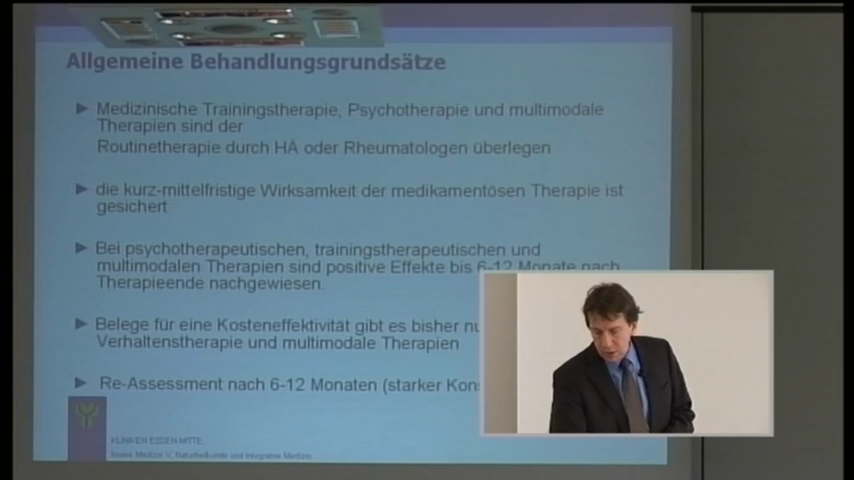 Allgemeine Behandlungsgrundsätze
Medizinische Trainingstherapie, Psychotherapie und multimodale
Therapien sind der
Routinetherapie durch HÄ oder Rheumatologen überlegen
die kurz-mittelfristige Wirksamkeit der medikamentösen Therapie ist
gesichert
Bei psychotherapeutischen, trainingstherapeutischen und
multimodalen Therapien sind positive Effekte bis 6-12 Monate nach
Therapieende nachgewiesen.
Belege für eine Kosteneffektivität gibt es bisher
Verhaltenstherapie und multimodale Therapien
Re-Assessment nach 6-12 Monaten (starker
KLINIKEN ESSEN MITTE
Innere Medizin V, Naturheilkunde und Integrative Medizin